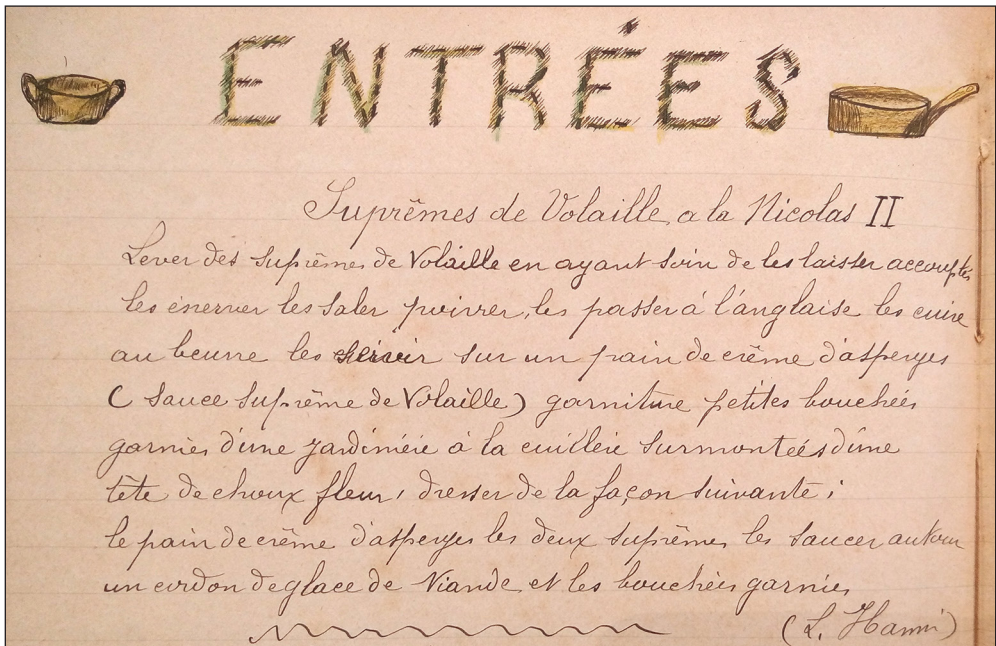 ENTRÉES
Suprêmes de Volaille a la Nicolas II
Lever des suprêmes de Volaille en ayant soin de les laisser accouplés
les énerver les saler poivrer, les passer à l'anglaise les cuire
au beurre les servir sur un pain de crême d'asperges
( sauce suprême de Volaille ) garniture petites bouchées
garnies d'une jardinière à la cuillère surmontées d'une
tête de choux fleur, dresser de la façon suivante ;
le pain de crême d'asperges les deux suprêmes les saucer autour
un cordon de glace de Viande et les bouchées garnies